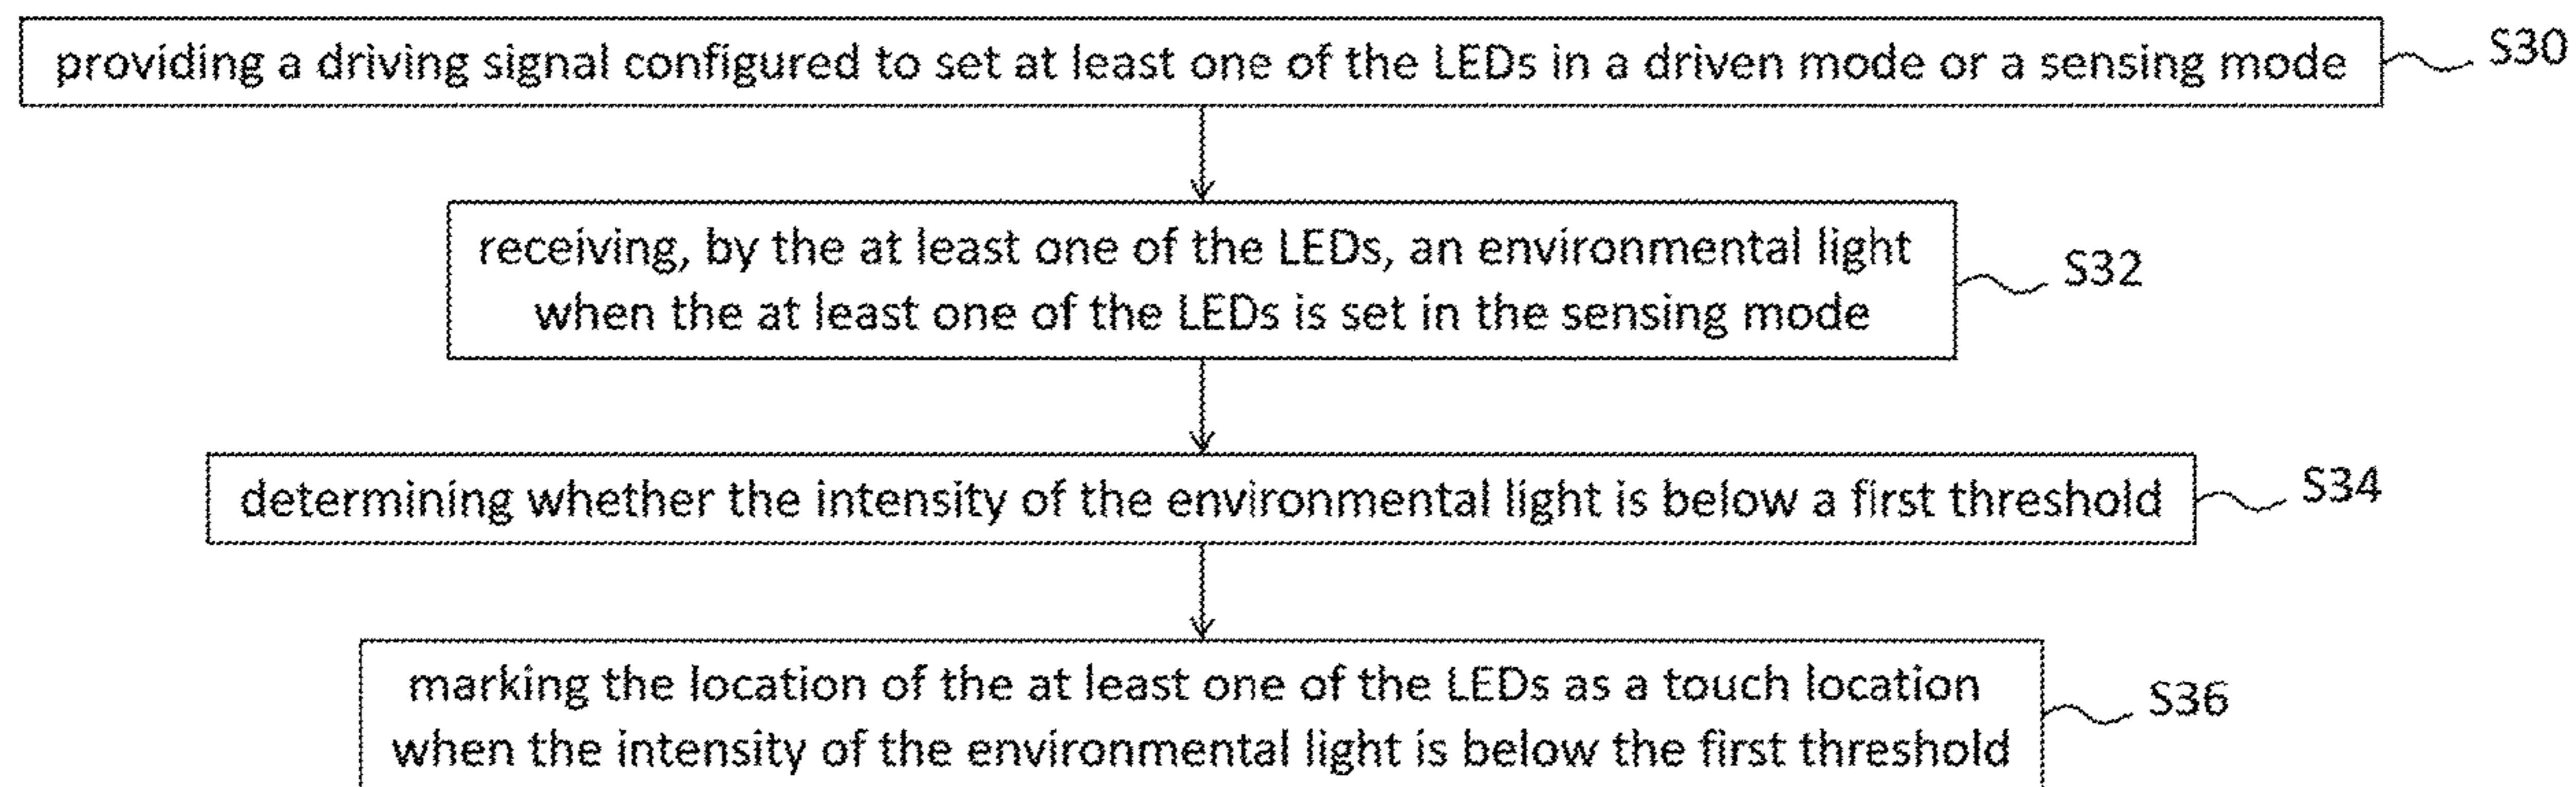 providing a driving signal configured to set at least one of the LEDs in a driven mode or a sensing mode
S30
receiving, by the at least one of the LEDs, an environmental light
when the at least one of the LEDs is set in the sensing mode
S32
determining whether the intensity of the environmental light is below a first threshold
S34
marking the location of the at least one of the LEDs as a touch location
when the intensity of the environmental light is below the first threshold
S36